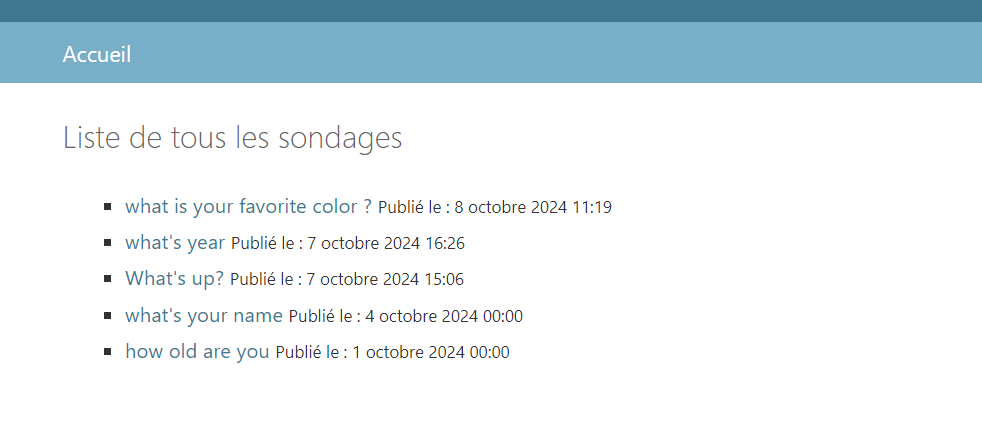 Accueil
Liste de tous les sondages
what is your favorite color ? Publié le : 8 octobre 2024 11:19
what's year Publié le : 7 octobre 2024 16:26
What's up? Publié le : 7 octobre 2024 15:06
what's your name Publié le : 4 octobre 2024 00:00
how old are you Publié le : 1 octobre 2024 00:00